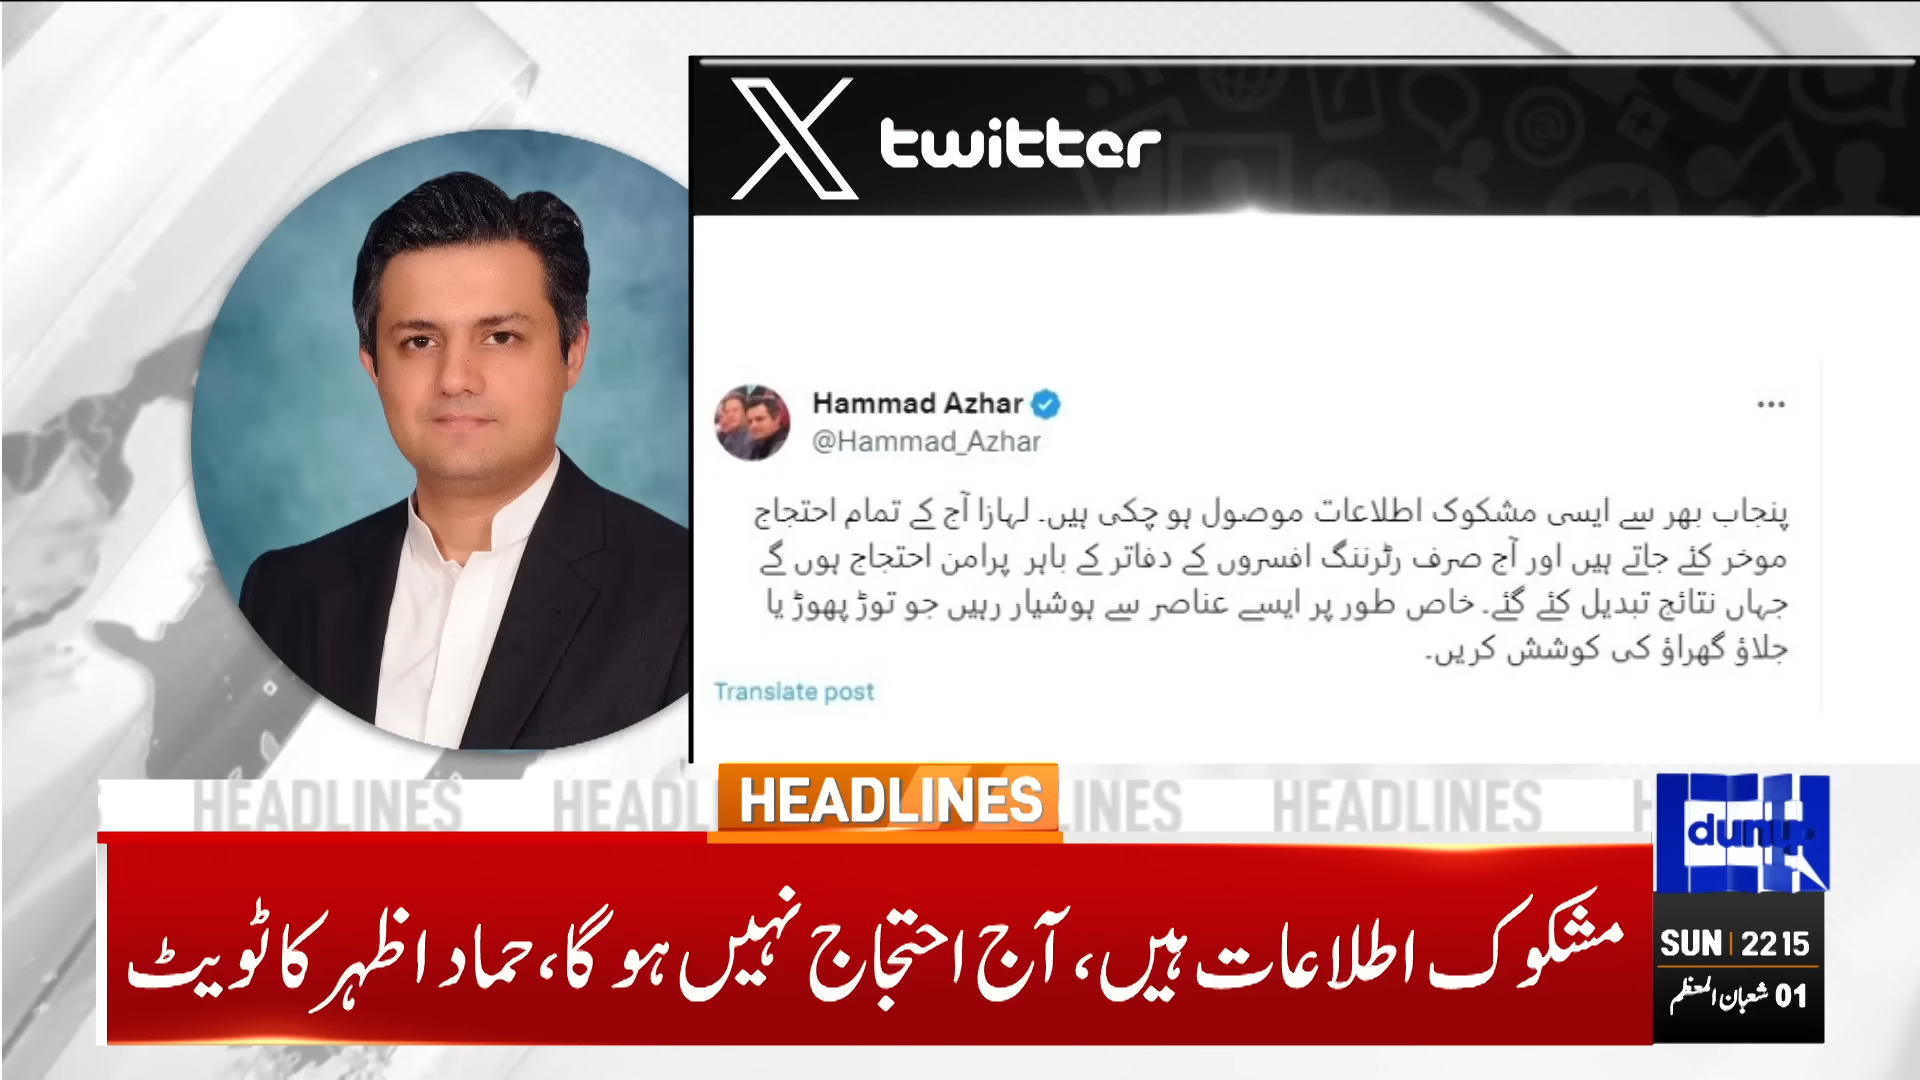 X twitter
Hammad Azhar
@Hammad_Azhar
پنجاب بھر سے ایسی مشکوک اطلاعات موصول ہو چکی ہیں۔ لہازا آج کے تمام احتجاج
موخر کئے جاتے ہیں اور آج صرف رٹرننگ افسروں کے دفاتر کے باہر پرامن احتجاج ہوں گے
جہاں نتائج تبدیل کئے گئے۔ خاص طور پر ایسے عناصر سے ہوشیار رہیں جو توڑ پھوڑ یا
جلاؤ گھراؤ کی کوشش کریں۔
Translate post
HEADLINES
HEADLINES
مشکوک اطلاعات ہیں، آج احتجاج نہیں ہو گا، حماد اظہر کا ٹویٹ
SUN 2215
01 شعبان المعظم